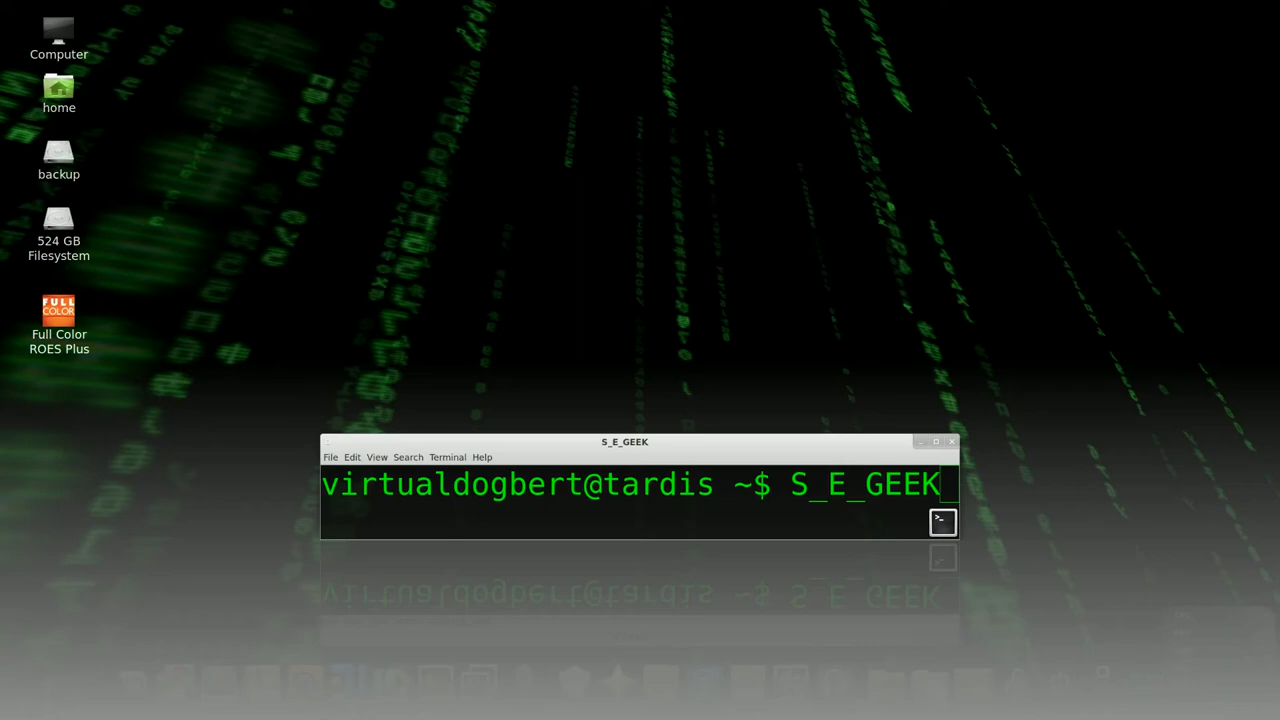 Computer
home
backup
524 GB
Filesystem
FULL
COLOR
Full Color
ROES Plus
S_E_GEEK
File Edit View Search Terminal Help
virtualdogbert@tardis ~$ S_E_GEEK
>_